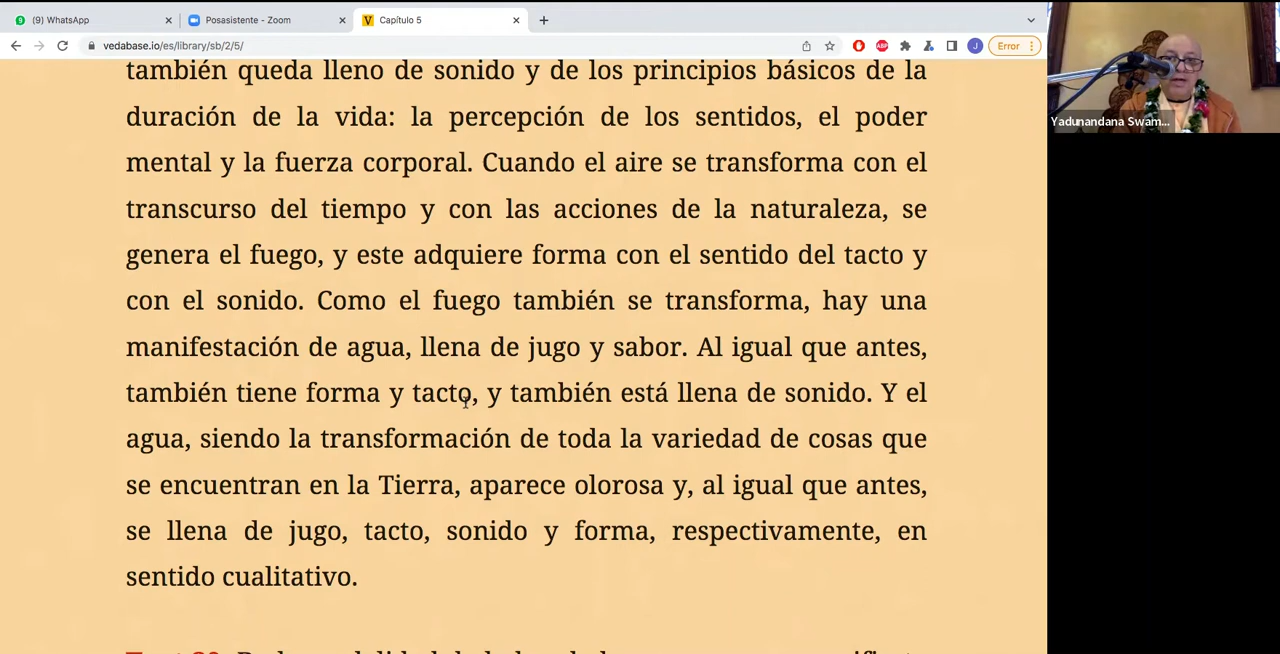 (9) WhatsApp
Posasistente - Zoom
V Capítulo 5
vedabase.io/es/library/sb/2/5/
ABP
J
Error
Yadunandana Swam...
también queda lleno de sonido y de los principios básicos de la
duración de la vida: la percepción de los sentidos, el poder
mental y la fuerza corporal. Cuando el aire se transforma con el
transcurso del tiempo y con las acciones de la naturaleza, se
genera el fuego, y este adquiere forma con el sentido del tacto y
con el sonido. Como el fuego también se transforma, hay una
manifestación de agua, llena de jugo y sabor. Al igual que antes,
también tiene forma y tacto, y también está llena de sonido. Y el
agua, siendo la transformación de toda la variedad de cosas que
se encuentran en la Tierra, aparece olorosa y, al igual que antes,
se llena de jugo, tacto, sonido y forma, respectivamente, en
sentido cualitativo.